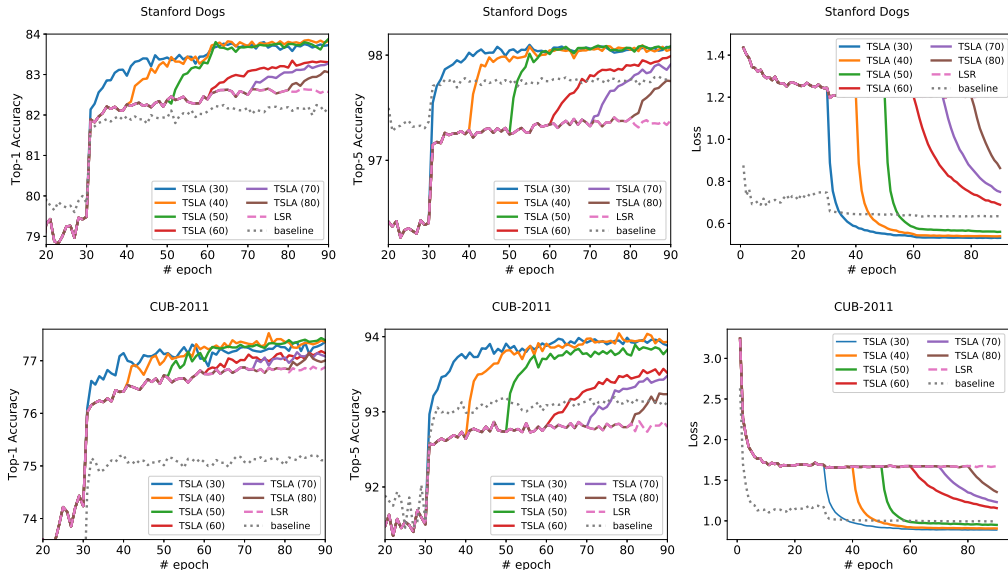 Stanford Dogs
Top-1 Accuracy
84
83
82
81
80
79
20 30 40 50 60 70 80 90
# epoch
TSLA (30)
TSLA (40)
TSLA (50)
TSLA (60)
TSLA (70)
TSLA (80)
LSR
baseline
Stanford Dogs
Top-5 Accuracy
98
97
20 30 40 50 60 70 80 90
# epoch
TSLA (30)
TSLA (40)
TSLA (50)
TSLA (60)
TSLA (70)
TSLA (80)
LSR
baseline
Stanford Dogs
Loss
1.4
1.2
1.0
0.8
0.6
0 20 40 60 80
# epoch
TSLA (30)
TSLA (40)
TSLA (50)
TSLA (60)
TSLA (70)
TSLA (80)
LSR
baseline
CUB-2011
Top-1 Accuracy
77
76
75
74
20 30 40 50 60 70 80 90
# epoch
TSLA (30)
TSLA (40)
TSLA (50)
TSLA (60)
TSLA (70)
TSLA (80)
LSR
baseline
CUB-2011
Top-5 Accuracy
94
93
92
20 30 40 50 60 70 80 90
# epoch
TSLA (30)
TSLA (40)
TSLA (50)
TSLA (60)
TSLA (70)
TSLA (80)
LSR
baseline
CUB-2011
Loss
3.0
2.5
2.0
1.5
1.0
0 20 40 60 80
# epoch
TSLA (30)
TSLA (40)
TSLA (50)
TSLA (60)
TSLA (70)
TSLA (80)
LSR
baseline